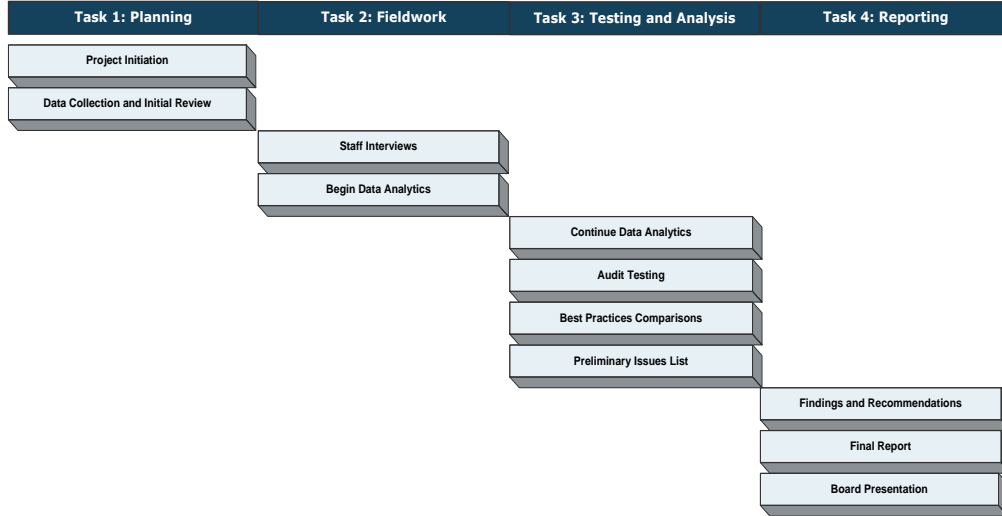 Task 1: Planning
Task 2: Fieldwork
Task 3: Testing and Analysis
Task 4: Reporting
Project Initiation
Data Collection and Initial Review
Staff Interviews
Begin Data Analytics
Continue Data Analytics
Audit Testing
Best Practices Comparisons
Preliminary Issues List
Findings and Recommendations
Final Report
Board Presentation